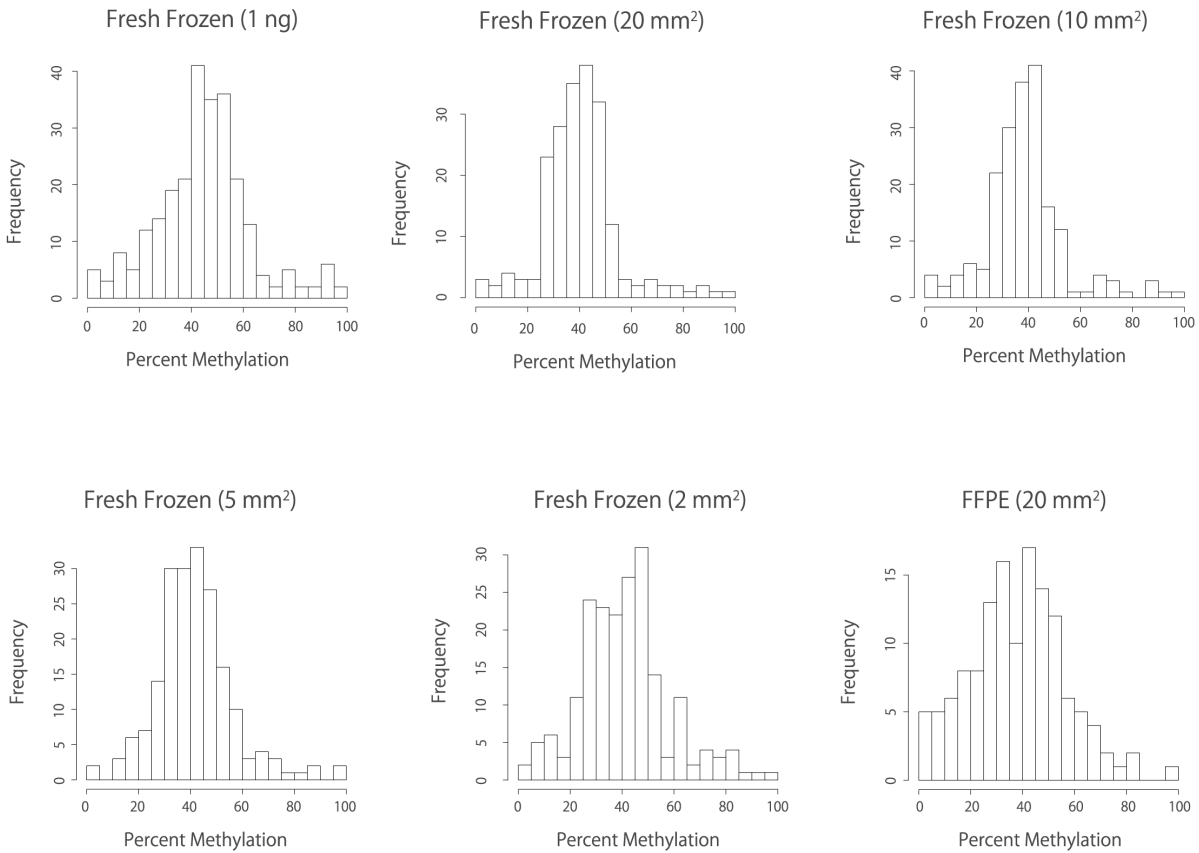 Fresh Frozen (1 ng)
Frequency
0 10 20 30 40
0 20 40 60 80 100
Percent Methylation
Fresh Frozen (20 mm²)
Frequency
0 10 20 30
0 20 40 60 80 100
Percent Methylation
Fresh Frozen (10 mm²)
Frequency
0 10 20 30 40
0 20 40 60 80 100
Percent Methylation
Fresh Frozen (5 mm²)
Frequency
0 5 10 15 20 25 30
0 20 40 60 80 100
Percent Methylation
Fresh Frozen (2 mm²)
Frequency
0 5 10 15 20 25 30
0 20 40 60 80 100
Percent Methylation
FFPE (20 mm²)
Frequency
0 5 10 15
0 20 40 60 80 100
Percent Methylation